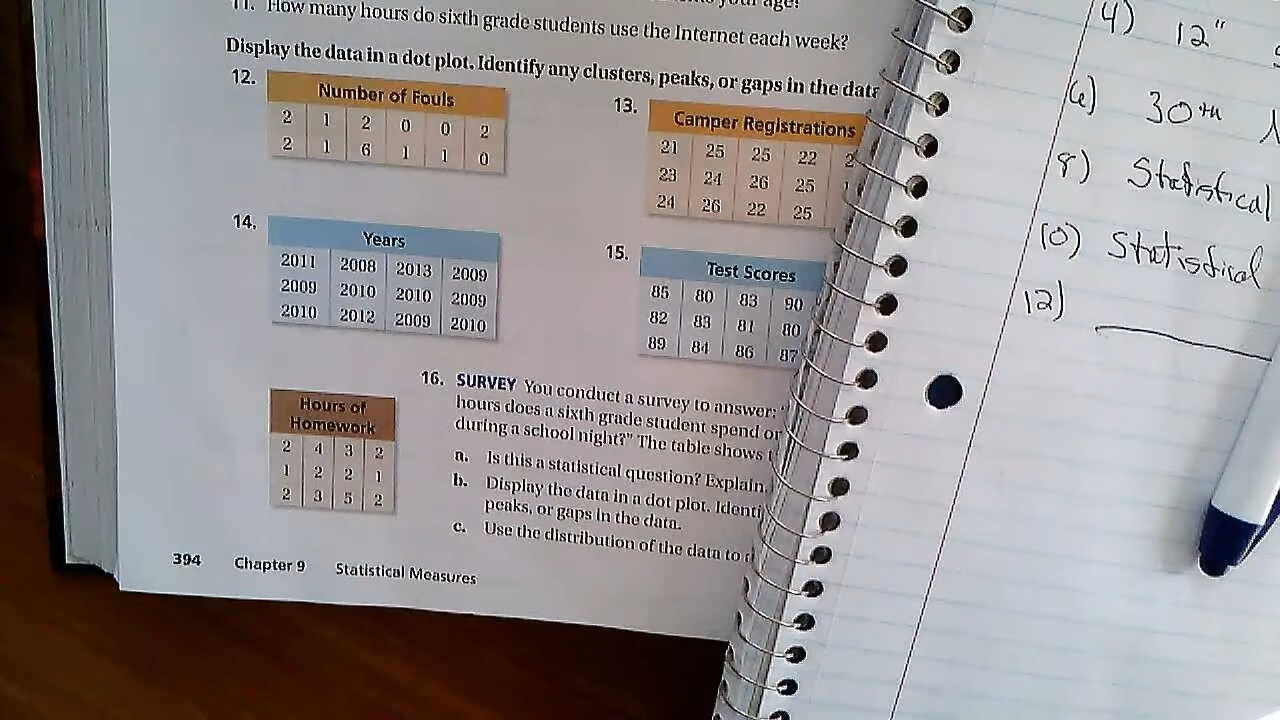 your age?
11. How many hours do sixth grade students use the Internet each week?
Display the data in a dot plot. Identify any clusters, peaks, or gaps in the data
12.
Number of Fouls
2 1 2 0 0 2
2 1 6 1 1 0
13.
Camper Registrations
21 25 25 22 2
23 24 26 25
24 26 22 25
14.
Years
2011 2008 2013 2009
2009 2010 2010 2009
2010 2012 2009 2010
15.
Test Scores
85 80 83 90
82 83 81 80
89 84 86 87
Hours of
Homework
2 4 3 2
1 2 2 1
2 3 5 2
16. SURVEY You conduct a survey to answer: "
hours does a sixth grade student spend or
during a school night?" The table shows t
a. Is this a statistical question? Explain.
b. Display the data in a dot plot. Identi
peaks, or gaps in the data.
c. Use the distribution of the data to
394 Chapter 9 Statistical Measures
4) 12"
6) 30th
8) Statistical
10) Statistical
12)